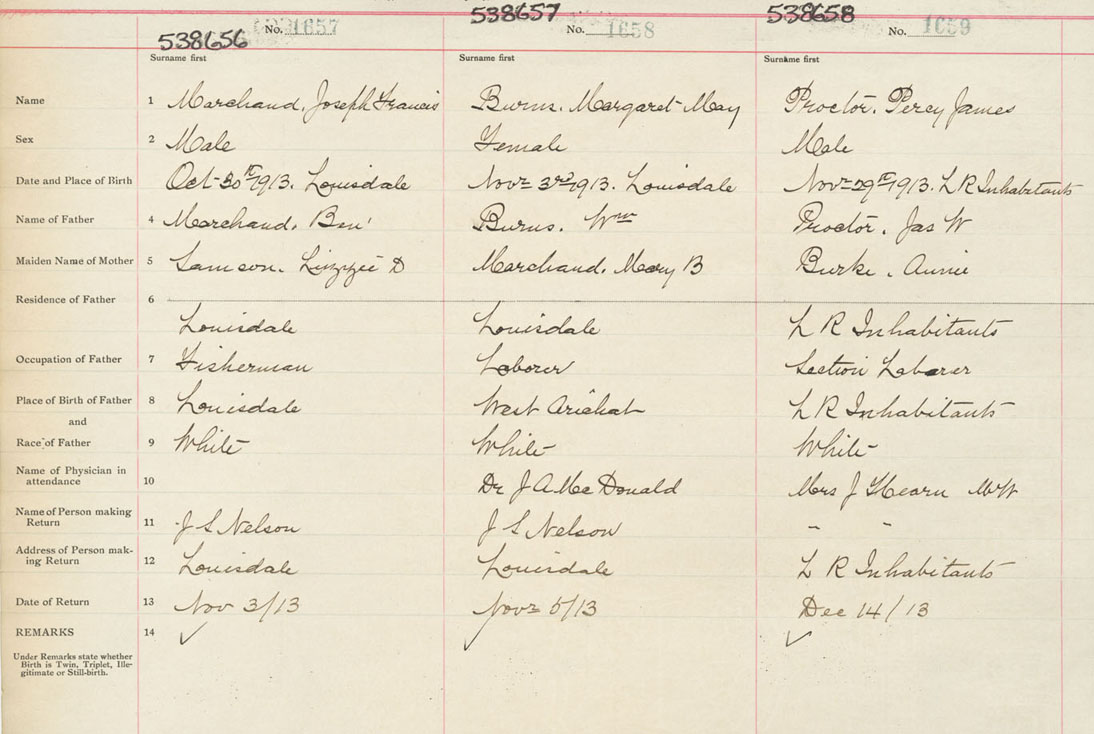 538656 No. 1657 538657 No. 1658 538658 No. 1659
Surname first Surname first Surname first
Name 1 Marchand, Joseph Francis Burns. Margaret May Proctor. Percy James
Sex 2 Male Female Male
Date and Place of Birth 3 Oct 30th 1913. Louisdale Novr 3rd 1913. Louisdale Novr 29th 1913. L R Inhabitants
Name of Father 4 Marchand, Ben' Burns. Wm Proctor. Jas W
Maiden Name of Mother 5 Samson. Lizzie D Marchand. Mary B Burke. Annie
Residence of Father 6
Louisdale Louisdale L R Inhabitants
Occupation of Father 7 Fisherman Laborer Section Laborer
Place of Birth of Father 8 Louisdale West Arichat L R Inhabitants
and
Race of Father 9 White White White
Name of Physician in
attendance 10 Dr J A McDonald Mrs J Hearn MW
Name of Person making
Return 11 J S Nelson J S Nelson " "
Address of Person mak-
ing Return 12 Louisdale Louisdale L R Inhabitants
Date of Return 13 Nov 3/13 Novr 5/13 Dec 14/13
REMARKS 14 ✓ ✓ ✓
Under Remarks state whether
Birth is Twin, Triplet, Ille-
gitimate or Still-birth.